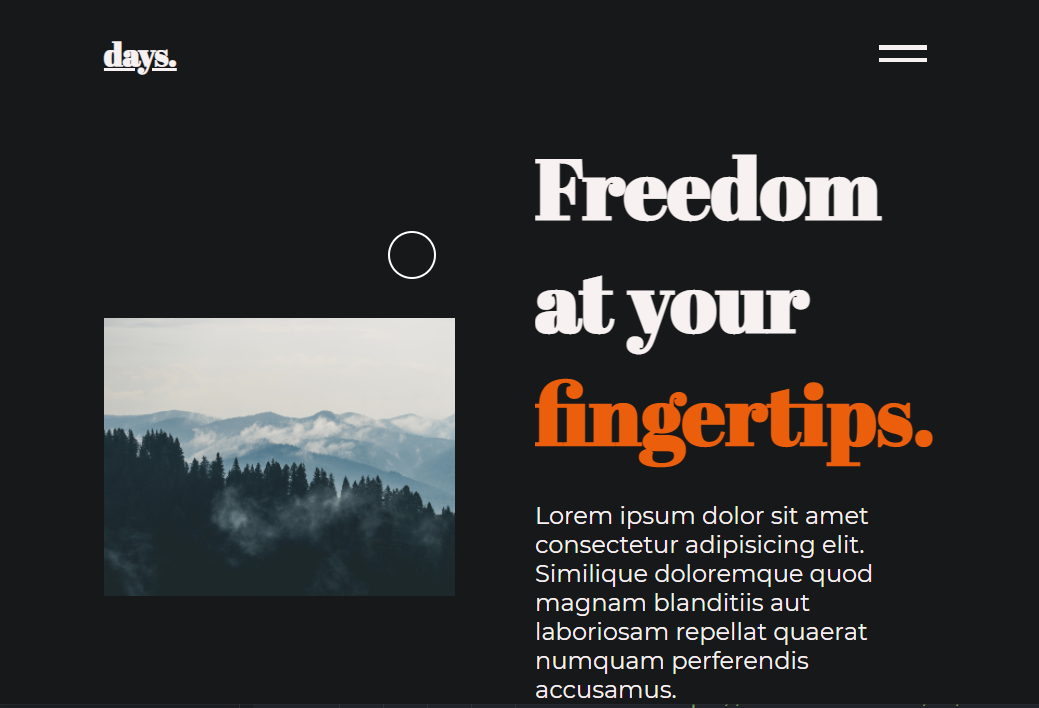 days.
Freedom
at your
fingertips.
Lorem ipsum dolor sit amet
consectetur adipisicing elit.
Similique doloremque quod
magnam blanditiis aut
laboriosam repellat quaerat
numquam perferendis
accusamus.